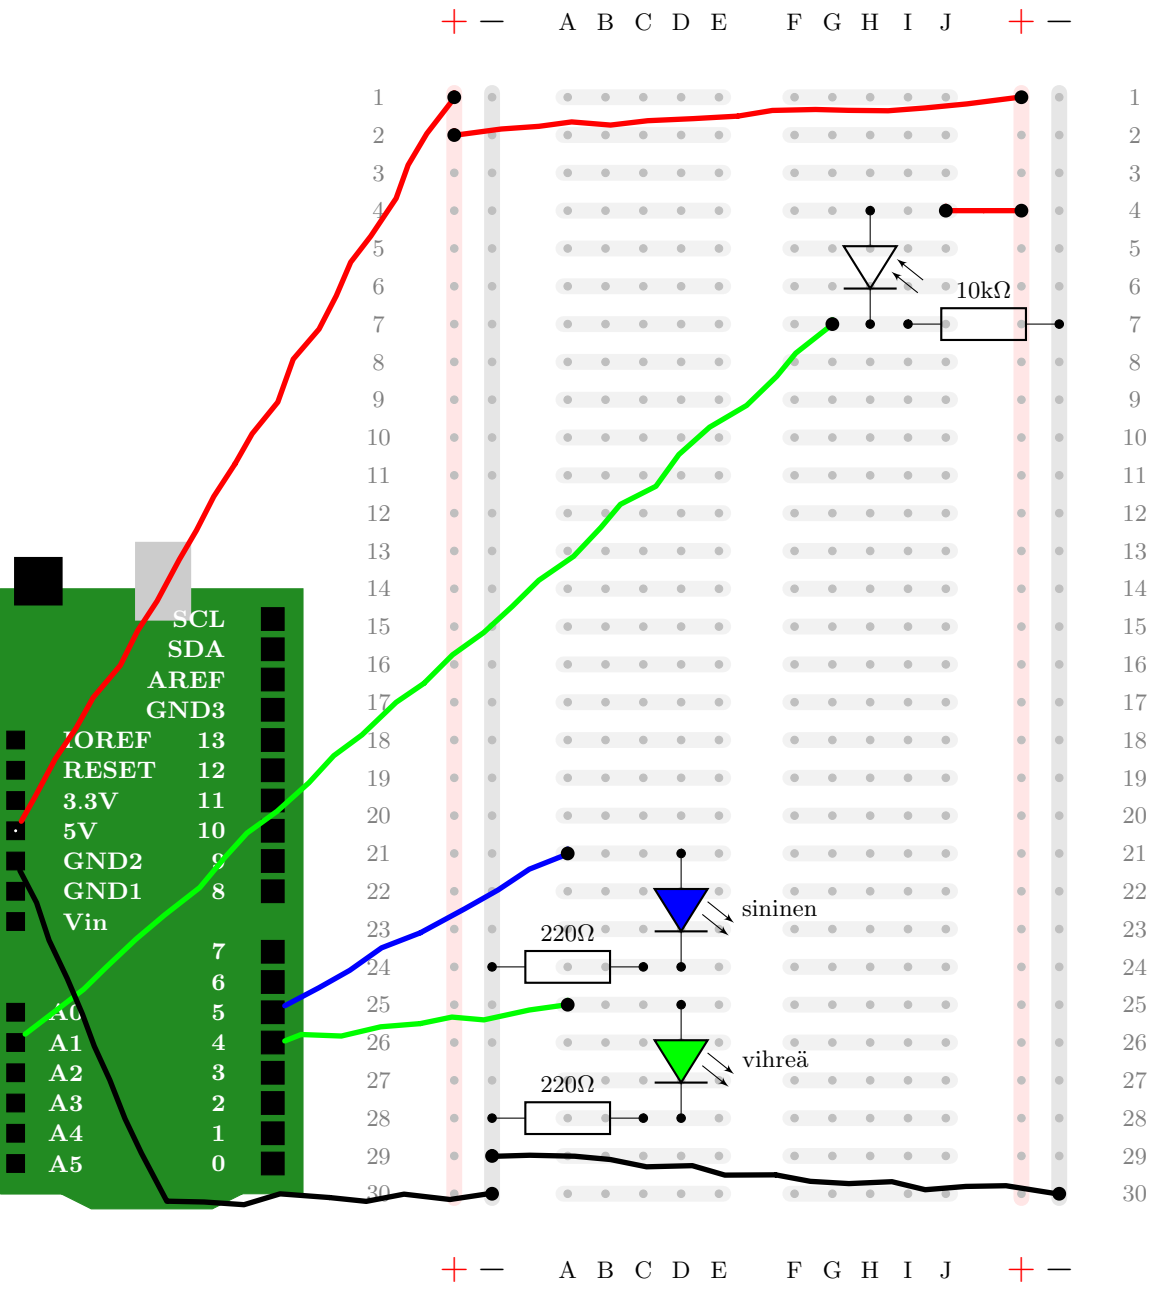 + − A B C D E F G H I J + −
1 1
2 2
3 3
4 4
5 5
6 6
10kΩ
7 7
8 8
9 9
10 10
11 11
12 12
13 13
14 14
SCL 15 15
SDA 16 16
AREF
GND3 17 17
IOREF 13 18 18
RESET 12 19 19
3.3V 11 20 20
5V 10
GND2 9 21 21
GND1 8 22 22
sininen
Vin 23 220Ω 23
7
6 24 24
A0 5 25 25
A1 4 26 26
vihreä
A2 3 27 220Ω 27
A3 2 28 28
A4 1 29 29
A5 0
30 30
+ − A B C D E F G H I J + −